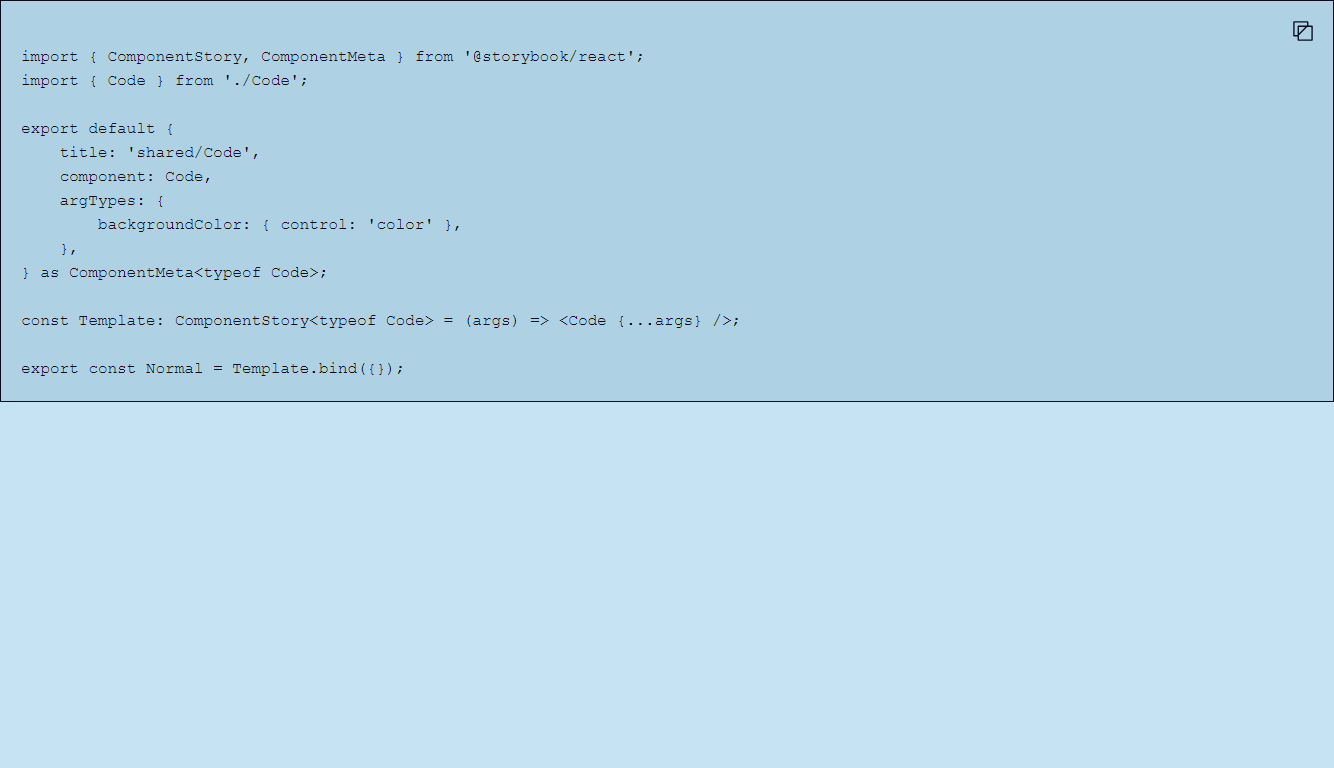 import { ComponentStory, ComponentMeta } from '@storybook/react';
import { Code } from './Code';
export default {
    title: 'shared/Code',
    component: Code,
    argTypes: {
        backgroundColor: { control: 'color' },
    },
} as ComponentMeta<typeof Code>;
const Template: ComponentStory<typeof Code> = (args) => <Code {...args} />;
export const Normal = Template.bind({});